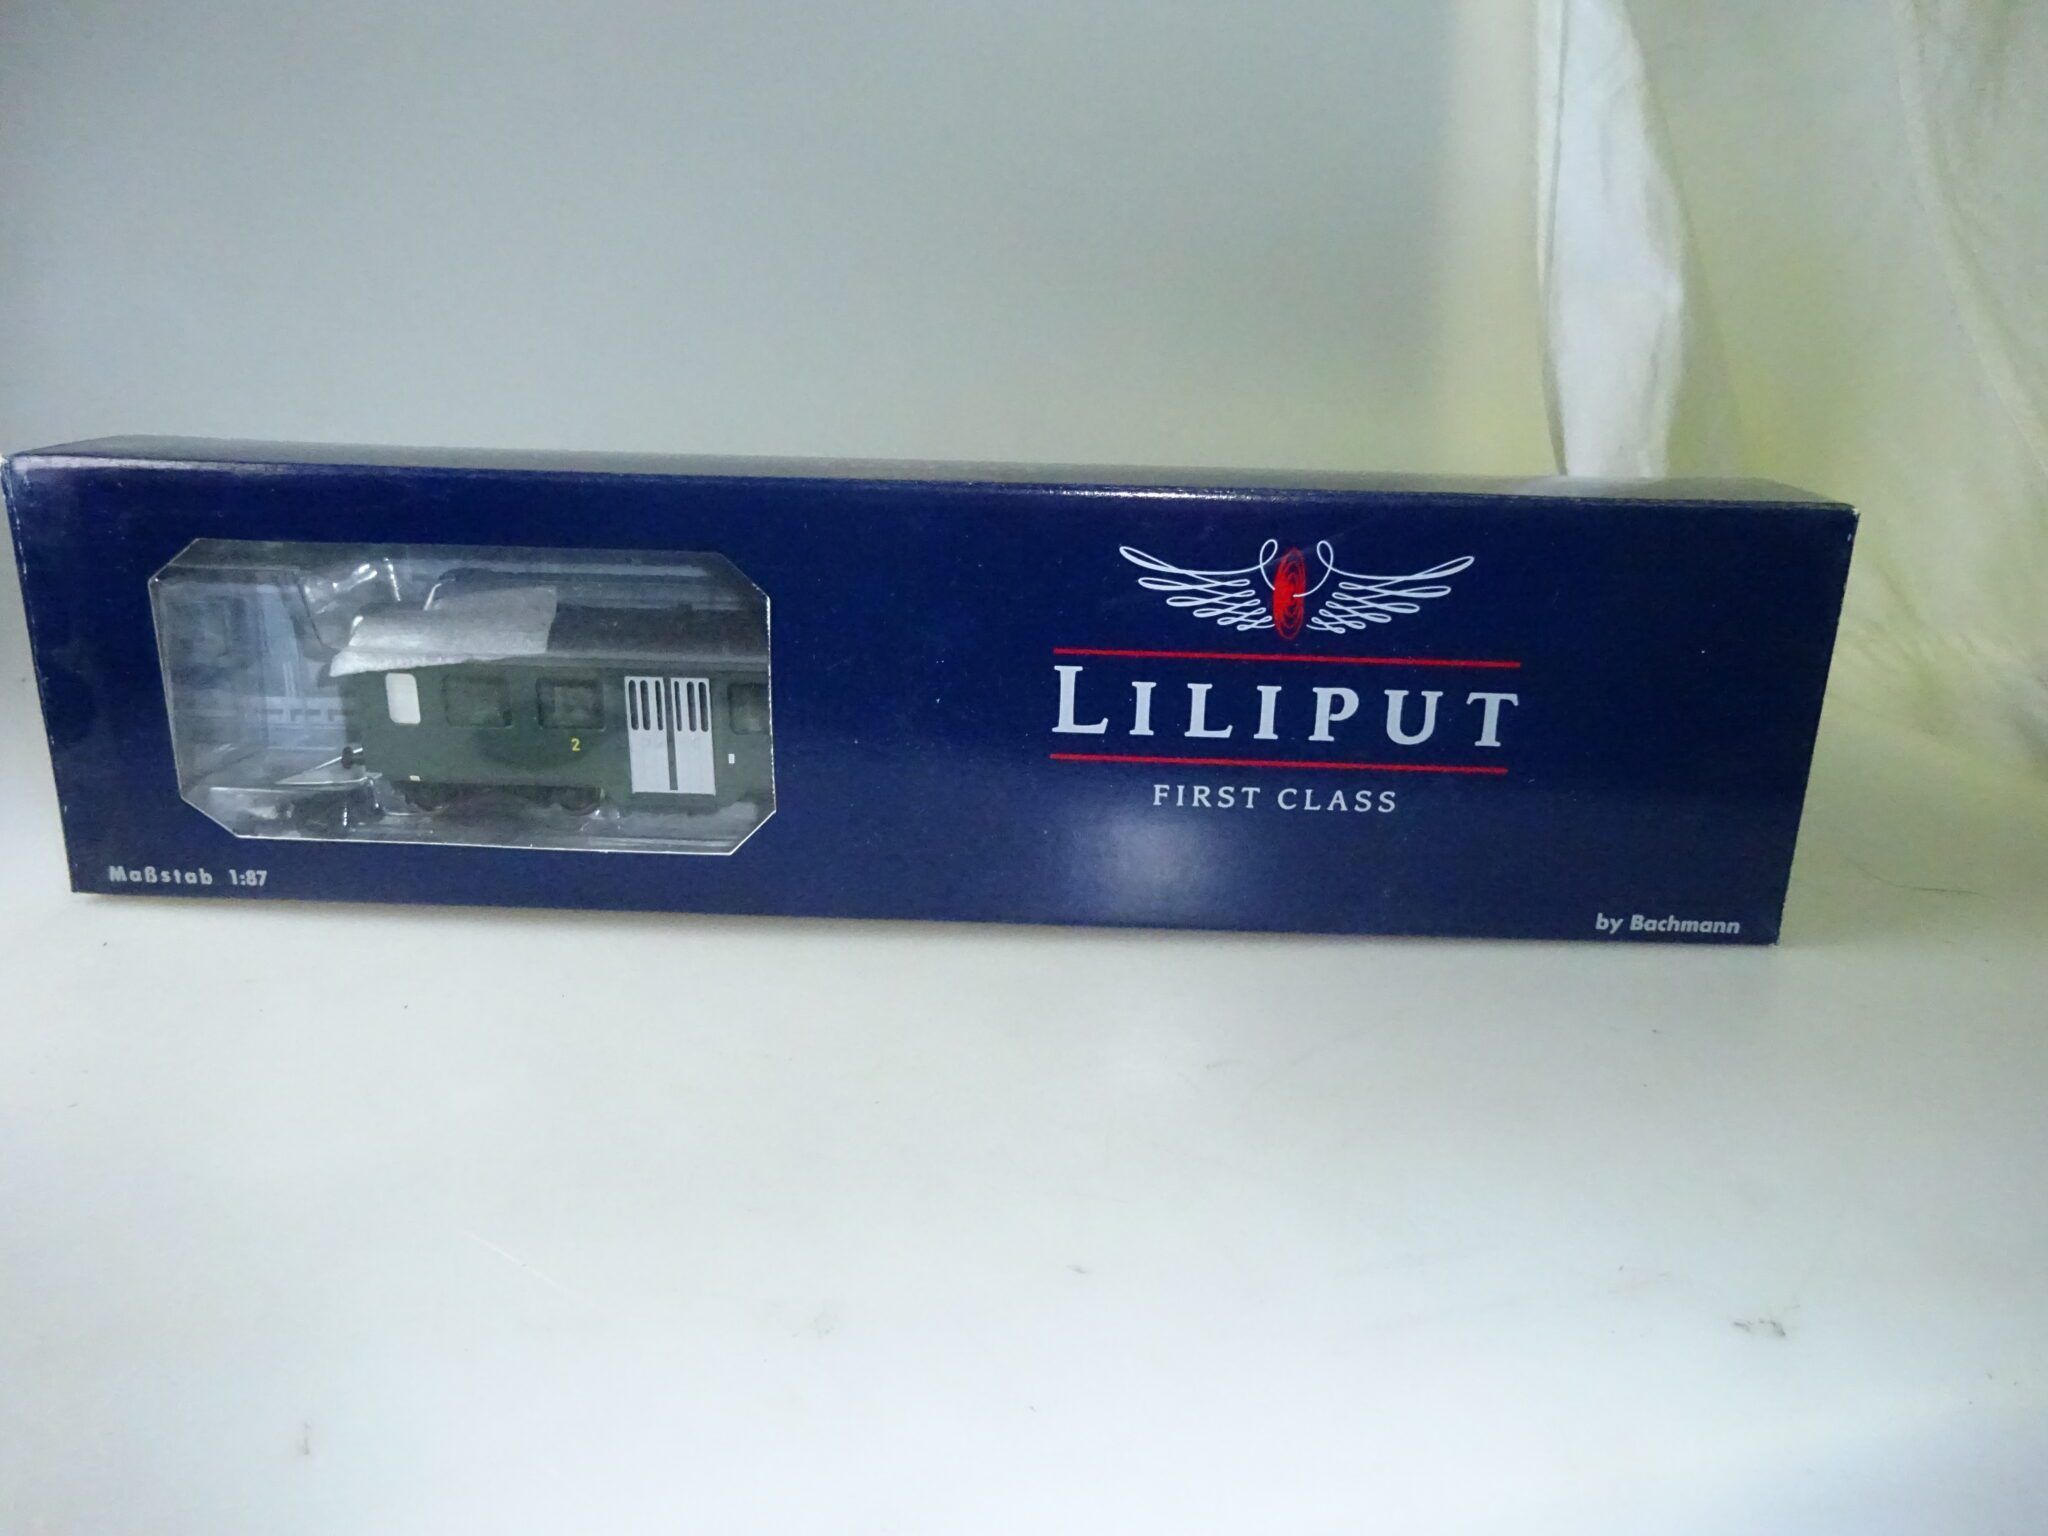 LILIPUT
FIRST CLASS
2
Maßstab 1:87
by Bachmann